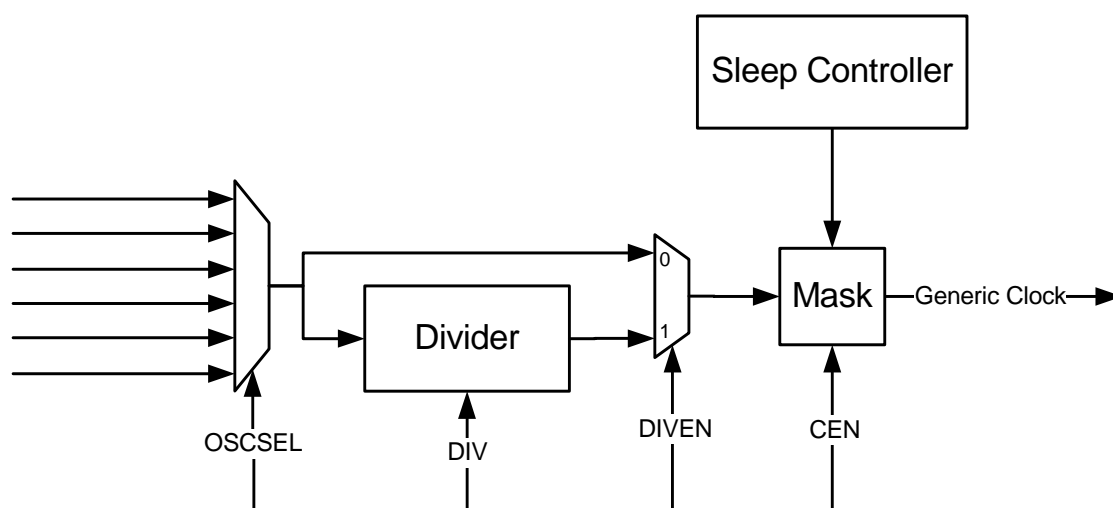 Sleep Controller
0
Divider
1
Mask
Generic Clock
OSCSEL
DIV
DIVEN
CEN